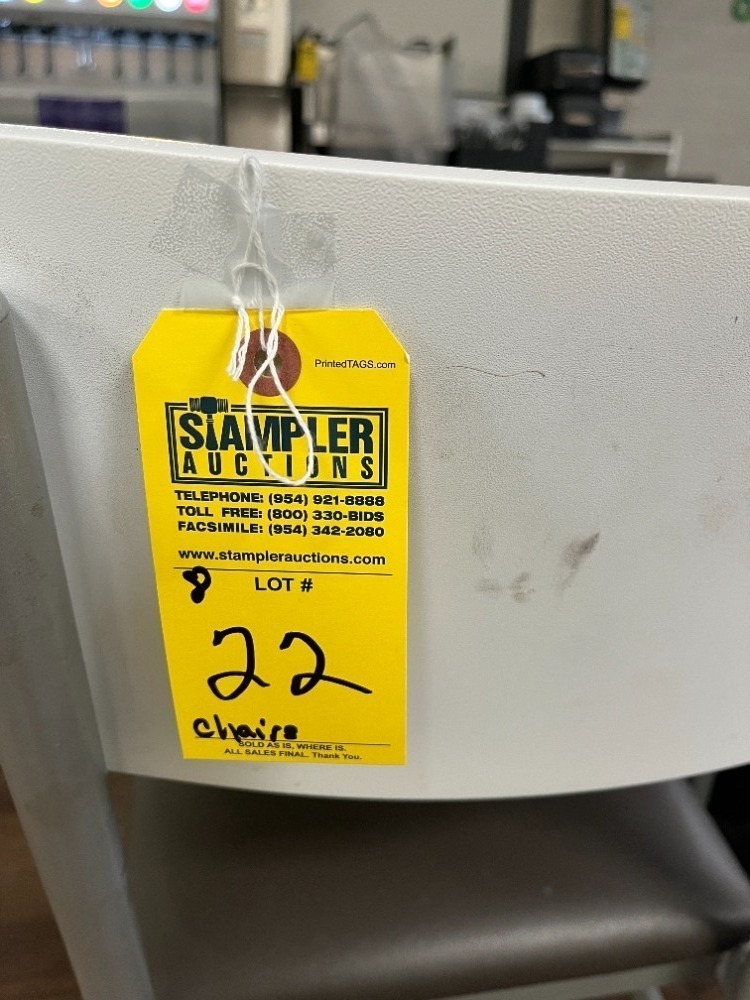 PrintedTAGS.com
STAMPLER
AUCTIONS
TELEPHONE: (954) 921-8888
TOLL FREE: (800) 330-BIDS
FACSIMILE: (954) 342-2080
www.stamplerauctions.com
8 LOT #
22
chairs
SOLD AS IS, WHERE IS.
ALL SALES FINAL. Thank You.